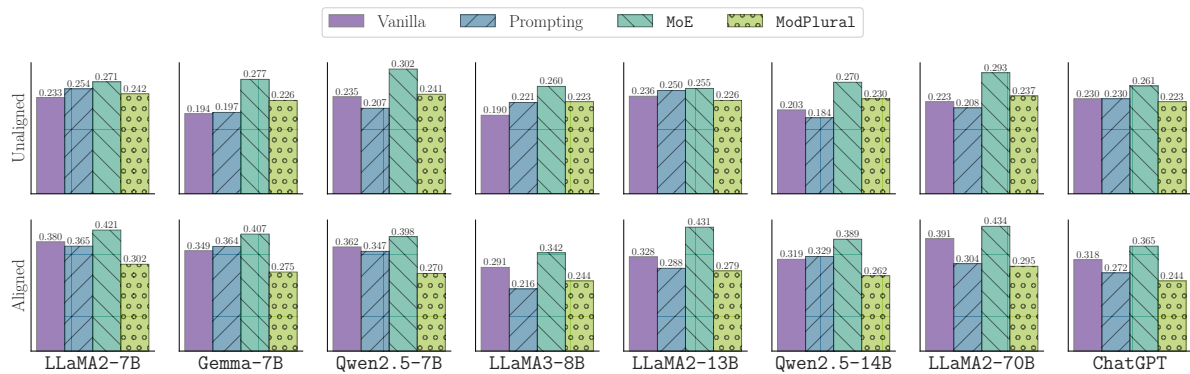 Vanilla Prompting MoE ModPlural
Unaligned
0.233 0.254 0.271 0.242
0.194 0.197 0.277 0.226
0.235 0.207 0.302 0.241
0.190 0.221 0.260 0.223
0.236 0.250 0.255 0.226
0.203 0.184 0.270 0.230
0.223 0.208 0.293 0.237
0.230 0.230 0.261 0.223
Aligned
0.380 0.365 0.421 0.302
0.349 0.364 0.407 0.275
0.362 0.347 0.398 0.270
0.291 0.216 0.342 0.244
0.328 0.288 0.431 0.279
0.319 0.329 0.389 0.262
0.391 0.304 0.434 0.295
0.318 0.272 0.365 0.244
LLaMA2-7B Gemma-7B Qwen2.5-7B LLaMA3-8B LLaMA2-13B Qwen2.5-14B LLaMA2-70B ChatGPT